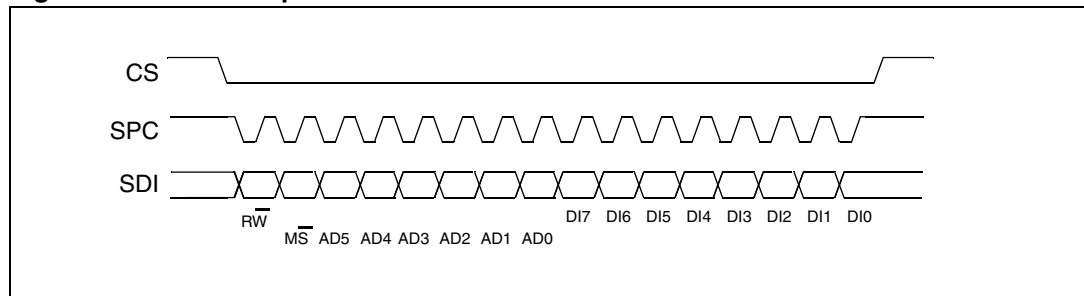 CS
SPC
SDI
RW̅ DI7 DI6 DI5 DI4 DI3 DI2 DI1 DI0
MS̅ AD5 AD4 AD3 AD2 AD1 AD0